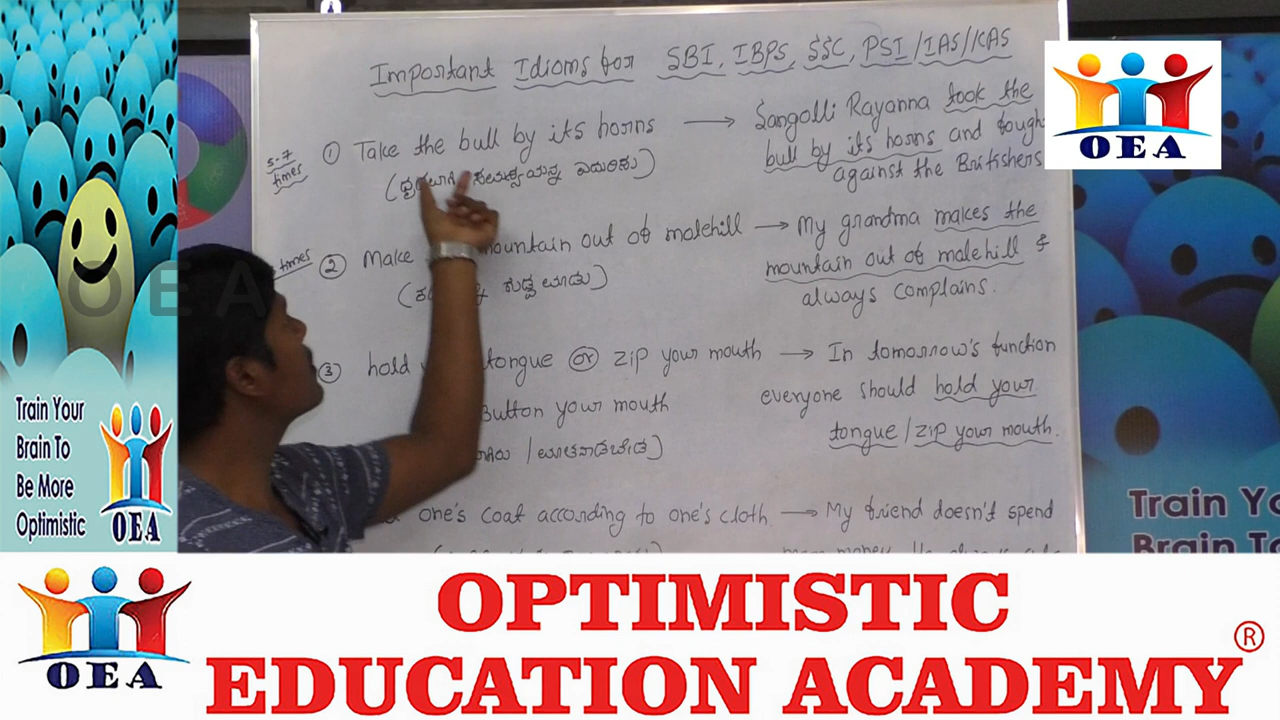 Important Idioms for SBI, IBPS, SSC, PSI/IAS/KAS
5-7 times
① Take the bull by its horns → Sangolli Rayanna took the
bull by its horns and fough
against the Britishers
times
② Make mountain out of molehill → My grandma makes the
mountain out of molehill &
always complains.
③ hold tongue or zip your mouth → In tomorrow's function
everyone should hold your
tongue / zip your mouth.
Button your mouth
/ ಮಾತನಾಡಬೇಡ)
one's coat according to one's cloth → My friend doesn't spend
OEA
OEA
Train Your
Brain To
Be More
Optimistic
OEA
Train Yo
Brain To
OEA
OPTIMISTIC
EDUCATION ACADEMY®